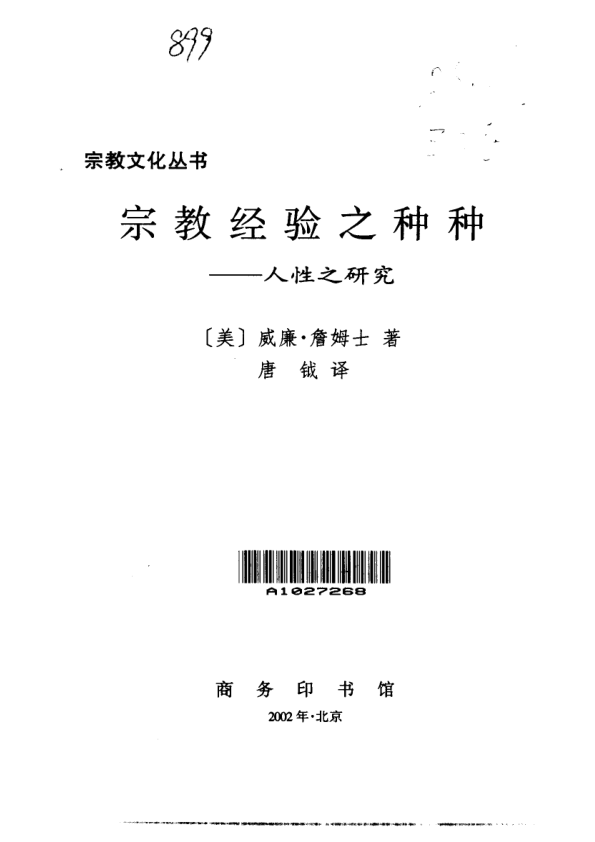 899
宗教文化丛书
宗教经验之种种
——人性之研究
〔美〕威廉·詹姆士 著
唐 钺 译
A1027268
商务印书馆
2002年·北京